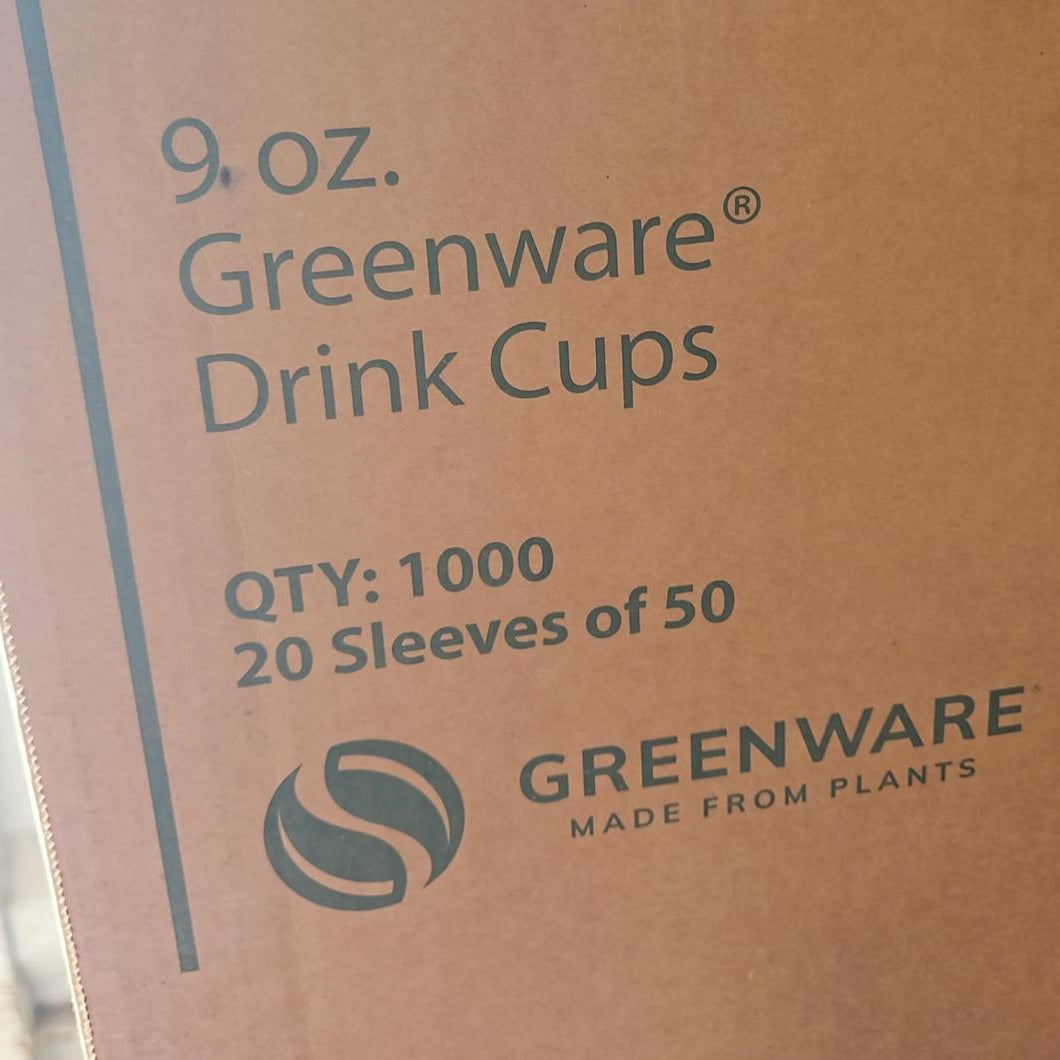 9 oz.
Greenware®
Drink Cups
QTY: 1000
20 Sleeves of 50
GREENWARE
MADE FROM PLANTS